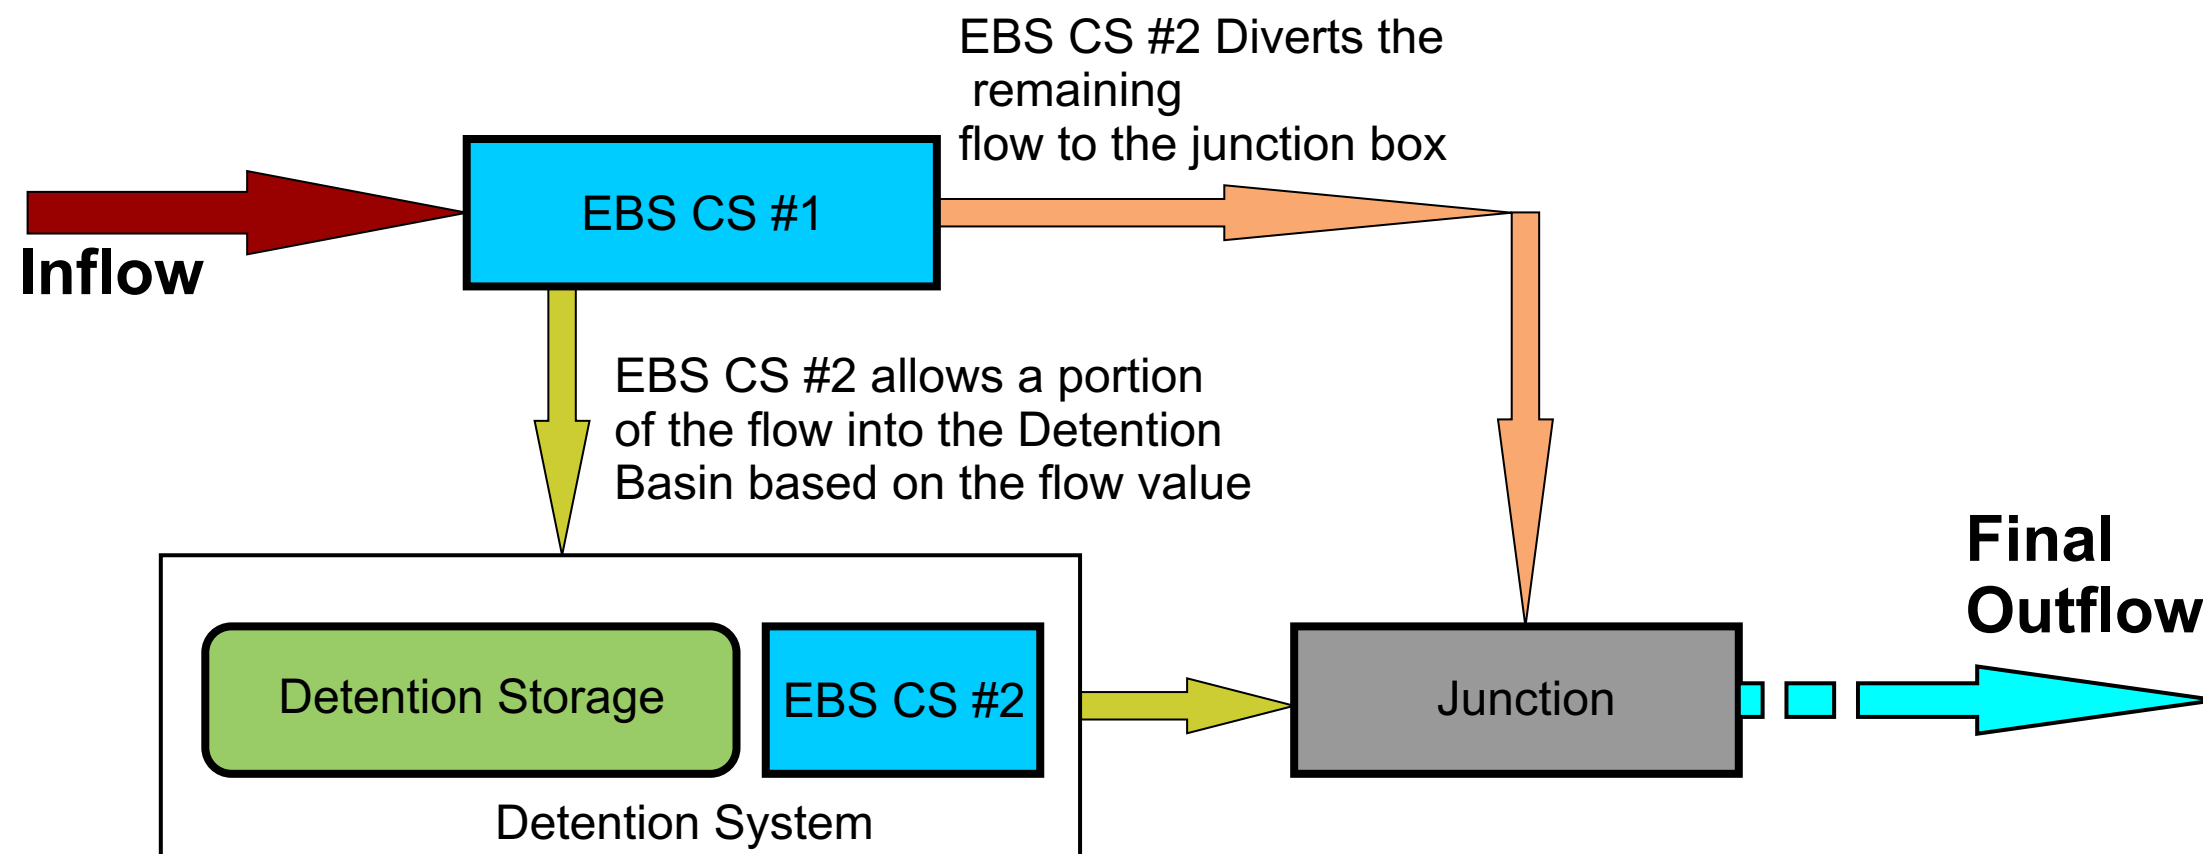 EBS CS #2 Diverts the
remaining
flow to the junction box
EBS CS #1
Inflow
EBS CS #2 allows a portion
of the flow into the Detention
Basin based on the flow value
Final
Outflow
Detention Storage
EBS CS #2
Junction
Detention System